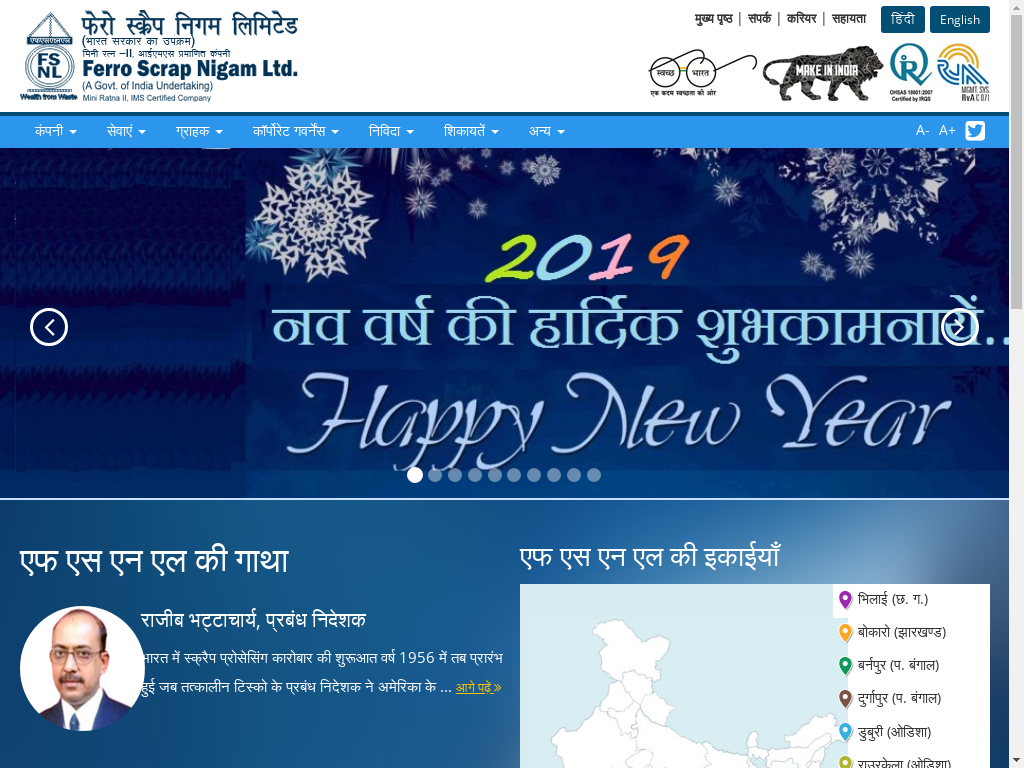 एफएसएनएल
FS
NL
Wealth from Waste
फेरो स्क्रैप निगम लिमिटेड
(भारत सरकार का उपक्रम)
मिनी रत्न –II, आईएमएस प्रमाणित कंपनी
Ferro Scrap Nigam Ltd.
(A Govt. of India Undertaking)
Mini Ratna II, IMS Certified Company
मुख्य पृष्ठ | संपर्क | करियर | सहायता
हिंदी
English
स्वच्छ भारत
एक कदम स्वच्छता की ओर
MAKE IN INDIA
OHSAS 18001:2007
Certified by IRQS
MGMT. SYS.
RvA C 071
कंपनी
सेवाएं
ग्राहक
कॉर्पोरेट गवर्नेंस
निविदा
शिकायतें
अन्य
A-
A+
2019
नव वर्ष की हार्दिक शुभकामनायें..
Happy New Year
एफ एस एन एल की गाथा
राजीब भट्टाचार्य, प्रबंध निदेशक
भारत में स्क्रैप प्रोसेसिंग कारोबार की शुरूआत वर्ष 1956 में तब प्रारंभ
हुई जब तत्कालीन टिस्को के प्रबंध निदेशक ने अमेरिका के ... आगे पढ़ें »
एफ एस एन एल की इकाईयाँ
भिलाई (छ. ग.)
बोकारो (झारखण्ड)
बर्नपुर (प. बंगाल)
दुर्गापुर (प. बंगाल)
डुबुरी (ओडिशा)
राउरकेला (ओडिशा)